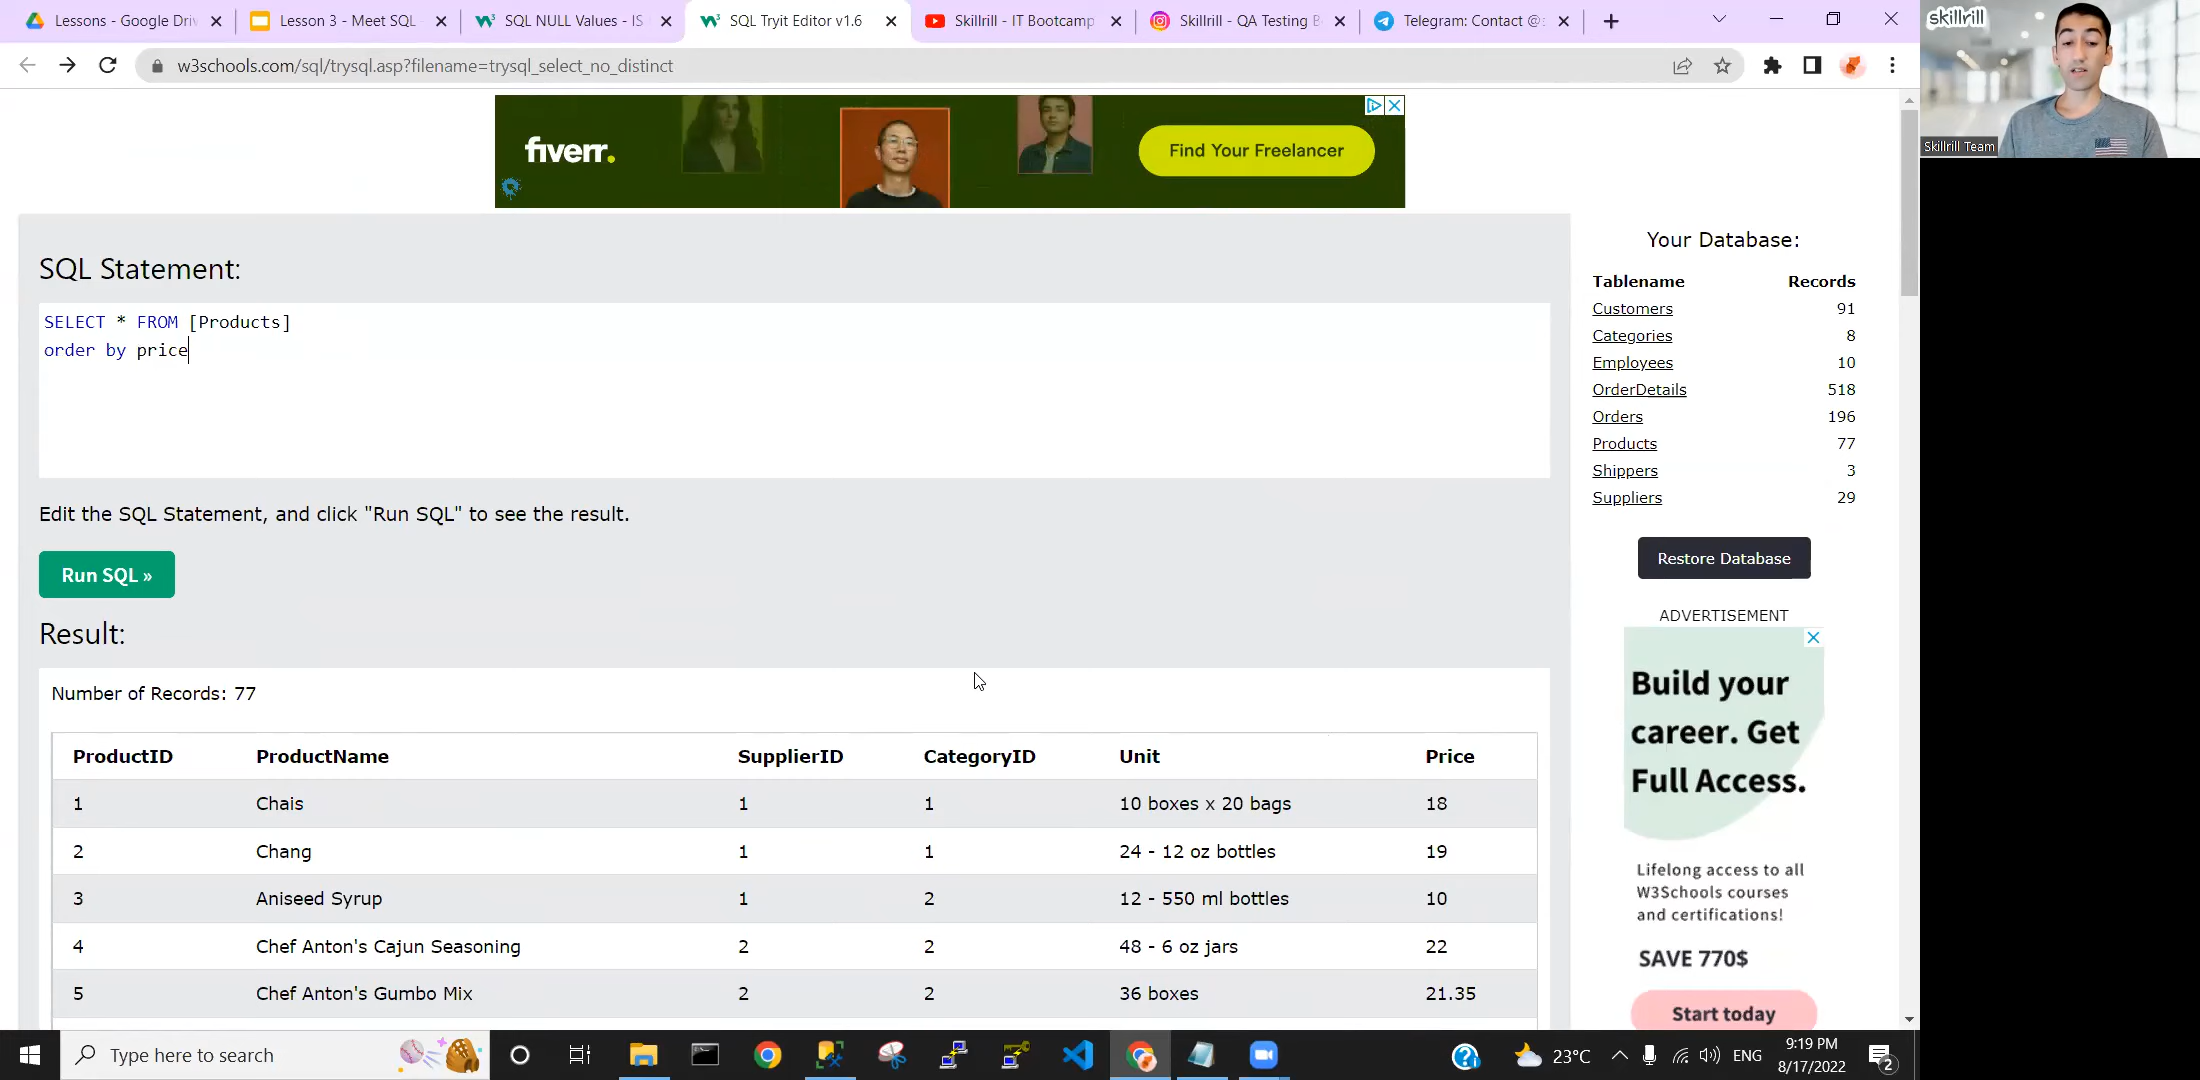 Lessons - Google Driv
Lesson 3 - Meet SQL -
SQL NULL Values - IS
SQL Tryit Editor v1.6
Skillrill - IT Bootcamp
Skillrill - QA Testing B
Telegram: Contact @s
w3schools.com/sql/trysql.asp?filename=trysql_select_no_distinct
skillrill
Skillrill Team
fiverr.
Find Your Freelancer
SQL Statement:
SELECT * FROM [Products]
order by price
Edit the SQL Statement, and click "Run SQL" to see the result.
Run SQL »
Result:
Number of Records: 77
ProductID ProductName SupplierID CategoryID Unit Price
1 Chais 1 1 10 boxes x 20 bags 18
2 Chang 1 1 24 - 12 oz bottles 19
3 Aniseed Syrup 1 2 12 - 550 ml bottles 10
4 Chef Anton's Cajun Seasoning 2 2 48 - 6 oz jars 22
5 Chef Anton's Gumbo Mix 2 2 36 boxes 21.35
Your Database:
Tablename Records
Customers 91
Categories 8
Employees 10
OrderDetails 518
Orders 196
Products 77
Shippers 3
Suppliers 29
Restore Database
ADVERTISEMENT
Build your
career. Get
Full Access.
Lifelong access to all
W3Schools courses
and certifications!
SAVE 770$
Start today
Type here to search
23°C
ENG
9:19 PM
8/17/2022
2